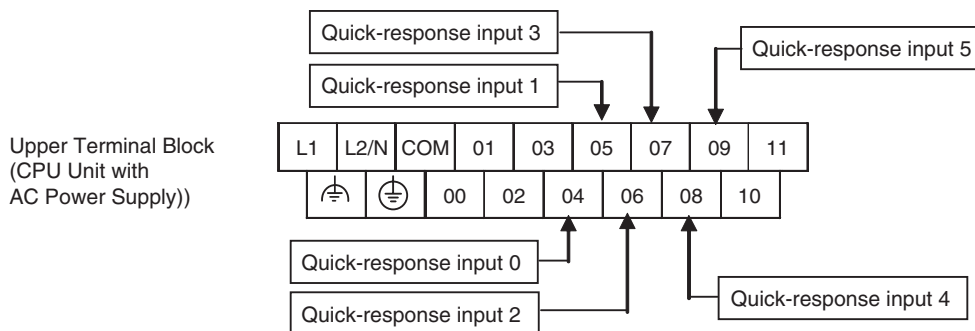 Quick-response input 3
Quick-response input 5
Quick-response input 1
Upper Terminal Block
(CPU Unit with
AC Power Supply))
L1 L2/N COM 01 03 05 07 09 11
00 02 04 06 08 10
Quick-response input 0
Quick-response input 2
Quick-response input 4